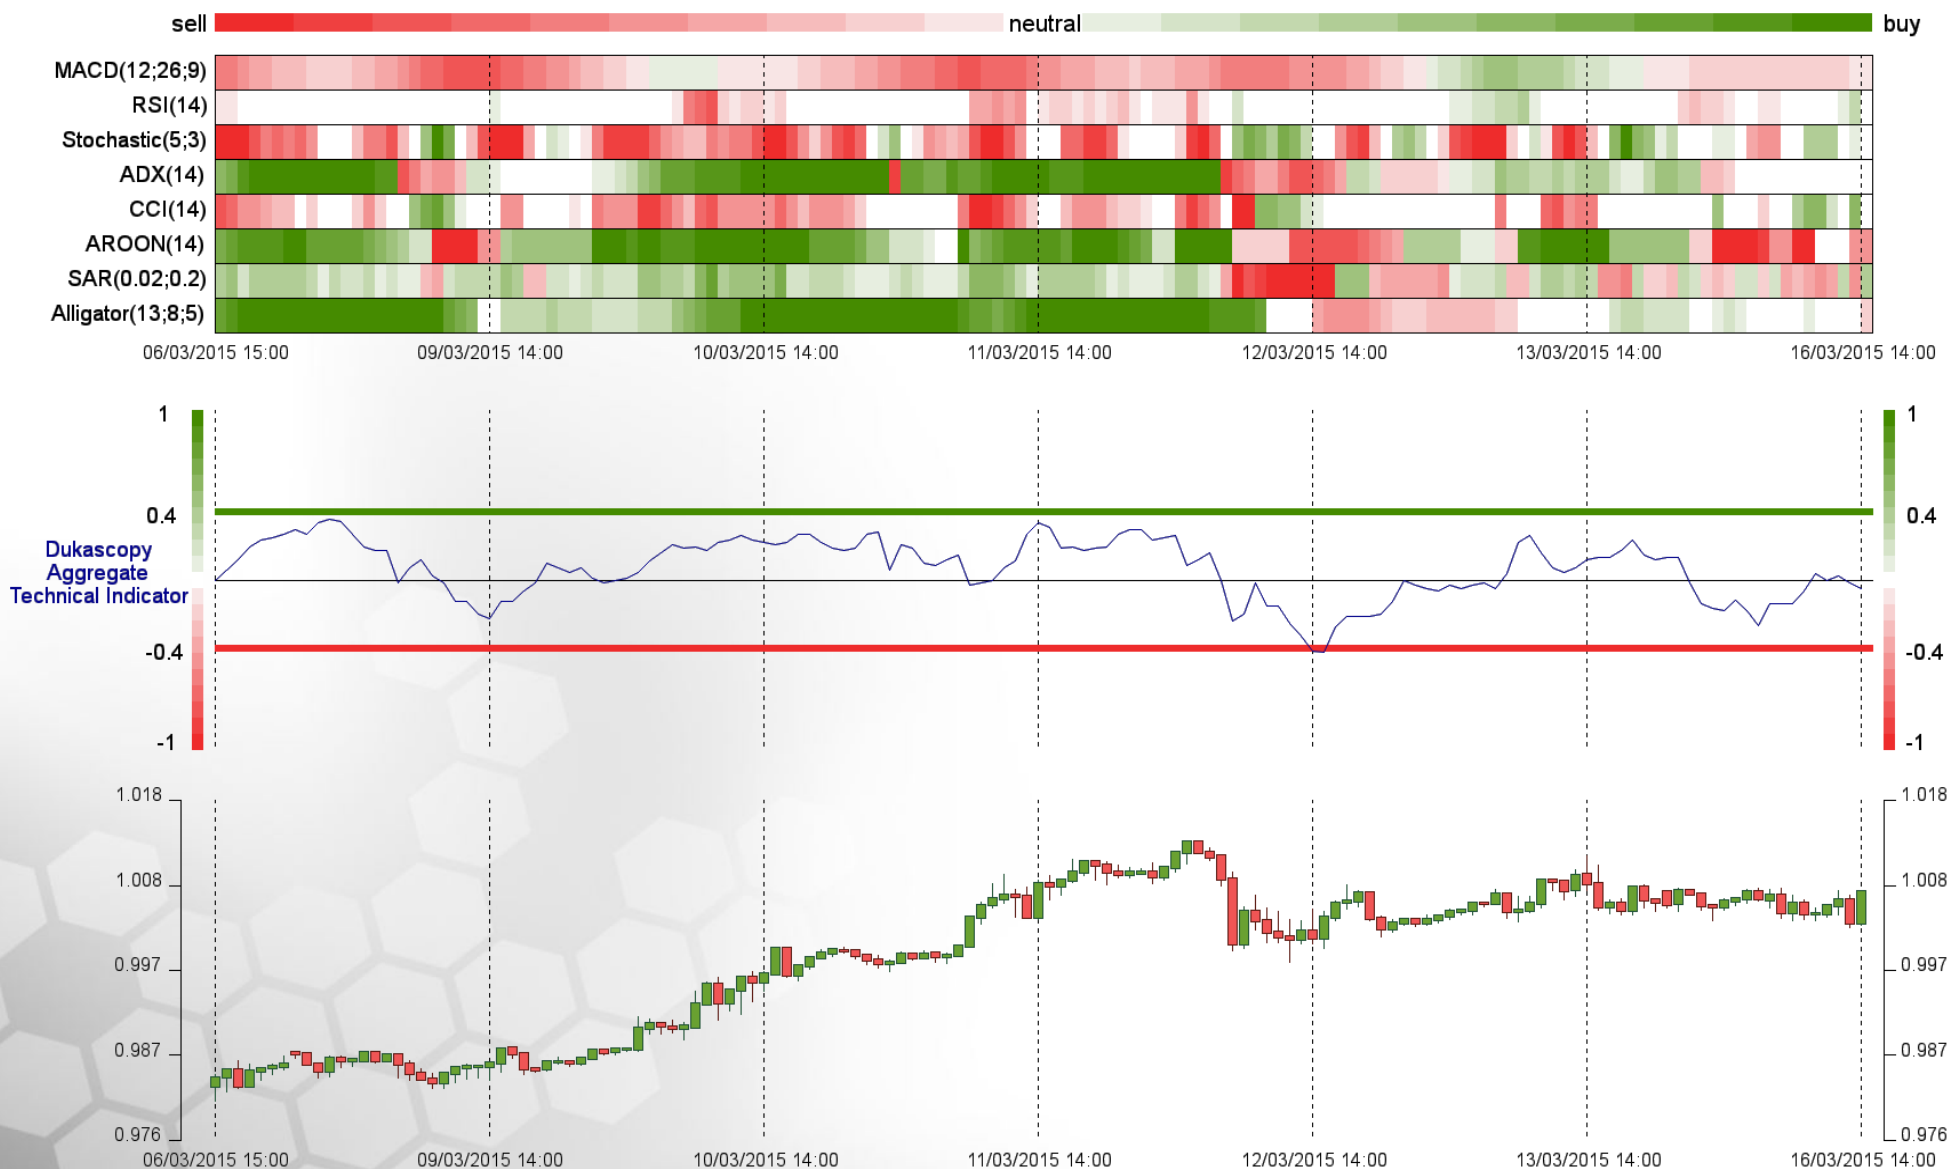 sell neutral buy
MACD(12;26;9)
RSI(14)
Stochastic(5;3)
ADX(14)
CCI(14)
AROON(14)
SAR(0.02;0.2)
Alligator(13;8;5)
06/03/2015 15:00 09/03/2015 14:00 10/03/2015 14:00 11/03/2015 14:00 12/03/2015 14:00 13/03/2015 14:00 16/03/2015 14:00
1 1
0.4 0.4
Dukascopy
Aggregate
Technical Indicator
-0.4 -0.4
-1 -1
1.018 1.018
1.008 1.008
0.997 0.997
0.987 0.987
0.976 0.976
06/03/2015 15:00 09/03/2015 14:00 10/03/2015 14:00 11/03/2015 14:00 12/03/2015 14:00 13/03/2015 14:00 16/03/2015 14:00